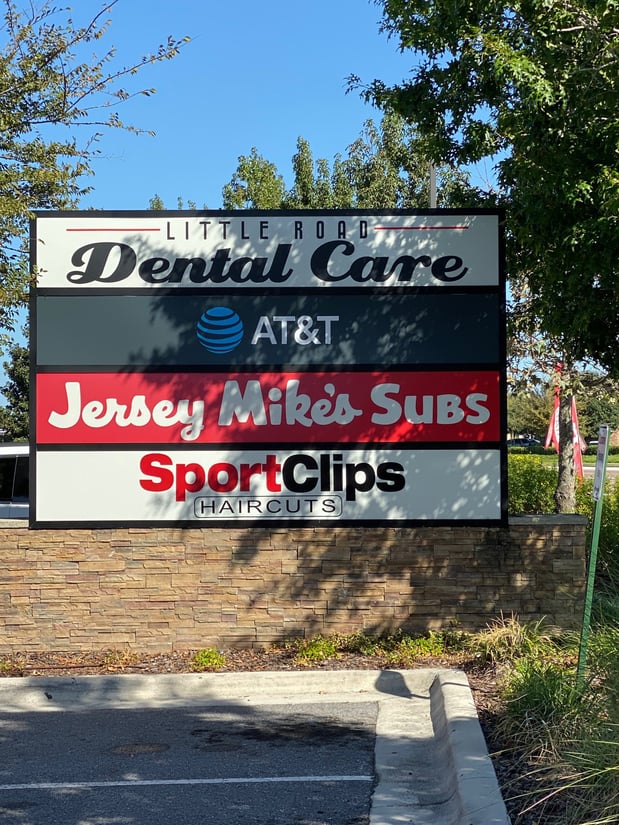 LITTLE ROAD
Dental Care
AT&T
JERSEY MIKE'S SUBS
SportClips
HAIRCUTS